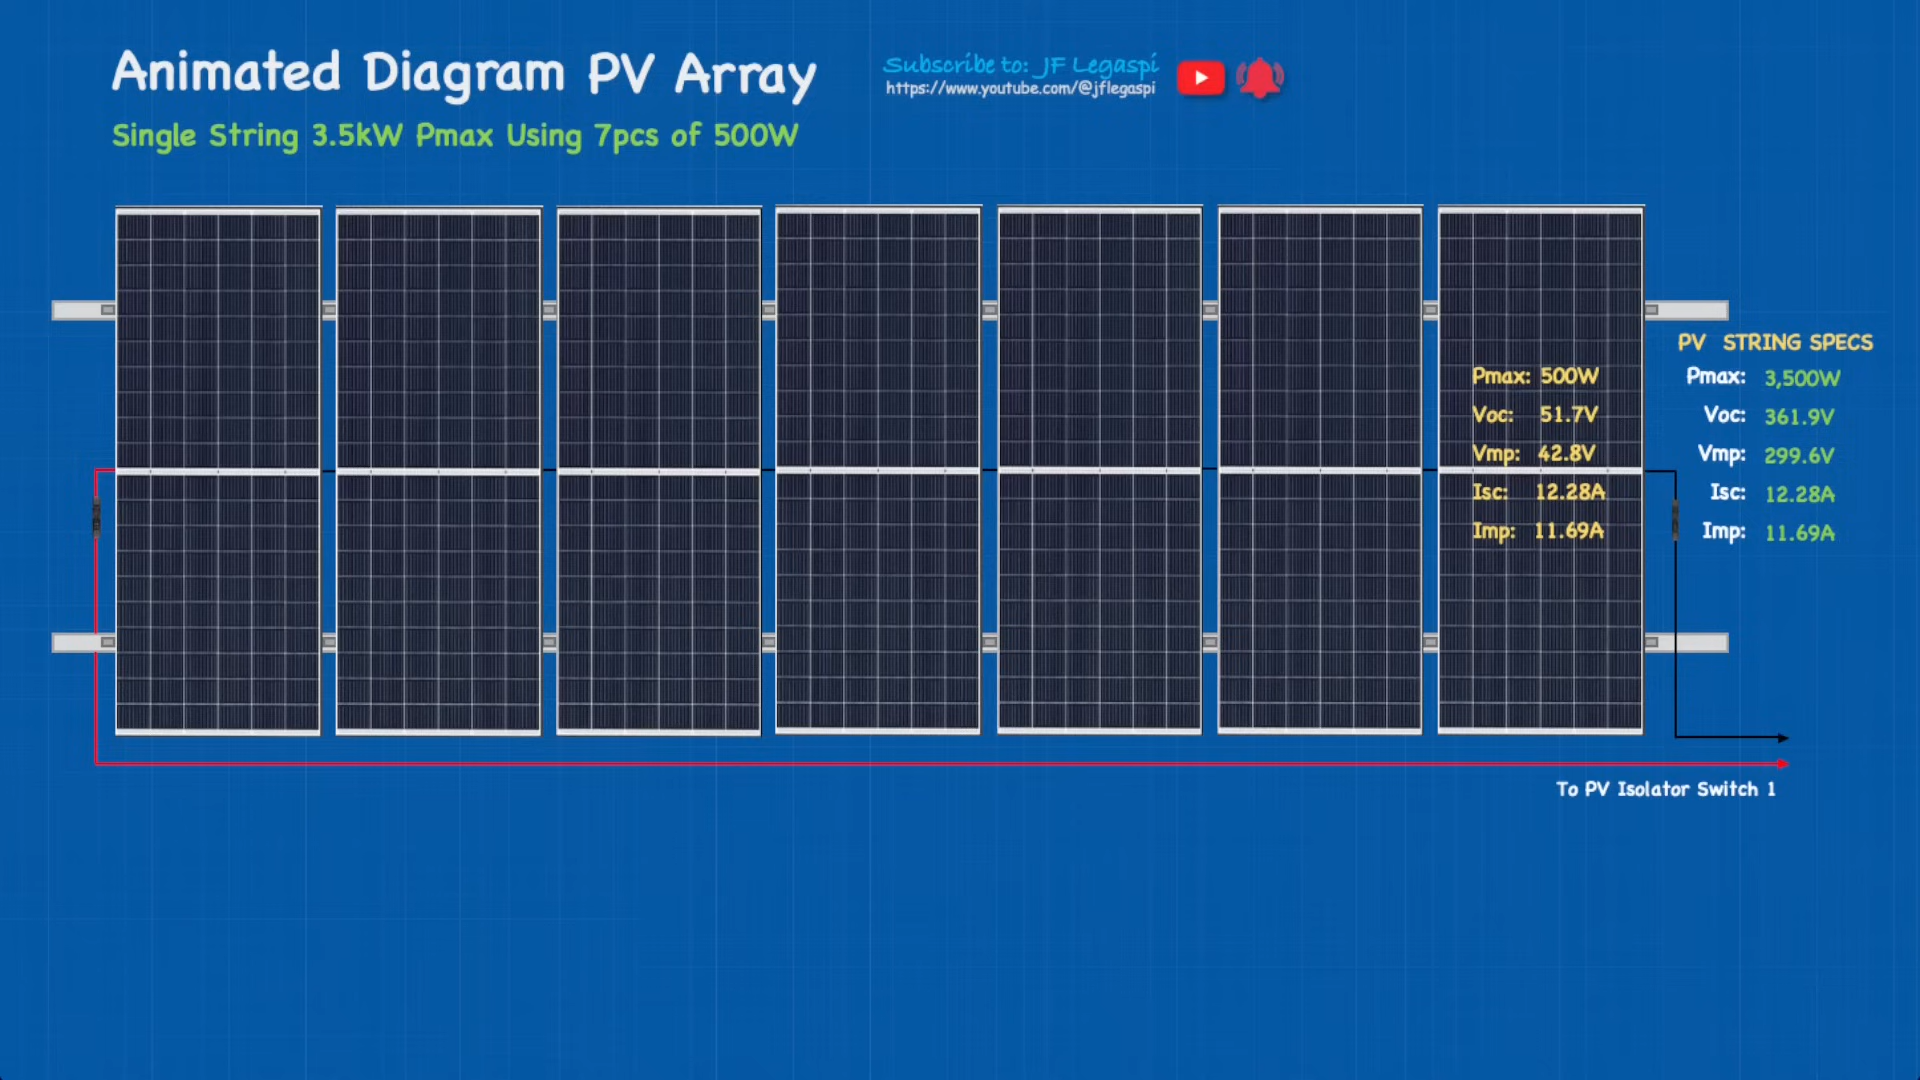 Animated Diagram PV Array
Subscribe to: JF Legaspi
https://www.youtube.com/@jflegaspi
Single String 3.5kW Pmax Using 7pcs of 500W
Pmax: 500W
Voc: 51.7V
Vmp: 42.8V
Isc: 12.28A
Imp: 11.69A
PV STRING SPECS
Pmax: 3,500W
Voc: 361.9V
Vmp: 299.6V
Isc: 12.28A
Imp: 11.69A
To PV Isolator Switch 1